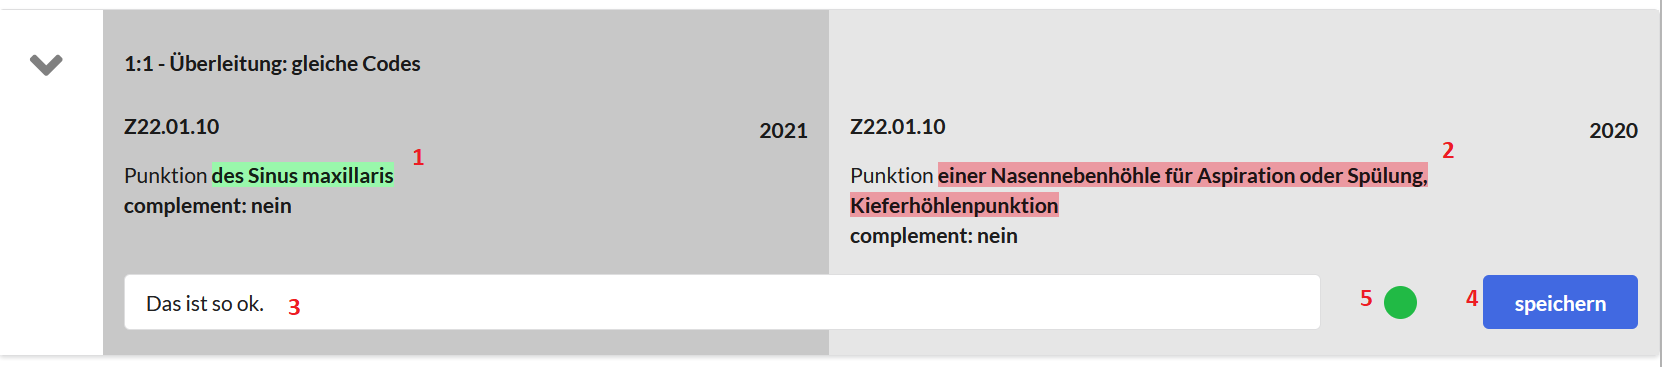 1:1 - Überleitung: gleiche Codes
Z22.01.10
2021
Punktion des Sinus maxillaris 1
complement: nein
Z22.01.10
2020
2
Punktion einer Nasennebenhöhle für Aspiration oder Spülung,
Kieferhöhlenpunktion
complement: nein
Das ist so ok. 3
5
4 speichern